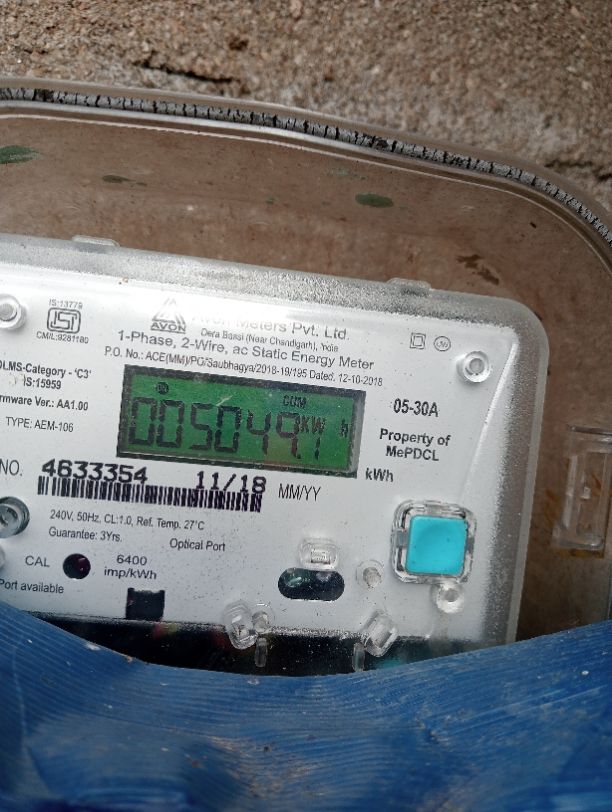 IS:13779
ISI
CM/L:9281180
AVON
Avon Meters Pvt. Ltd.
Dera Bassi (Near Chandigarh), India
1-Phase, 2-Wire, ac Static Energy Meter
P.O. No.: ACE(MM)/PG/Saubhagya/2018-19/195 Dated, 12-10-2018
DLMS-Category - 'C3'
IS:15959
Firmware Ver.: AA1.00
TYPE: AEM-106
CUM
005049.1 KW h
05-30A
Property of
MePDCL
kWh
NO. 4633354 11/18 MM/YY
240V, 50Hz, CL:1.0, Ref. Temp. 27°C
Guarantee: 3Yrs.
Optical Port
CAL
6400
imp/kWh
Port available